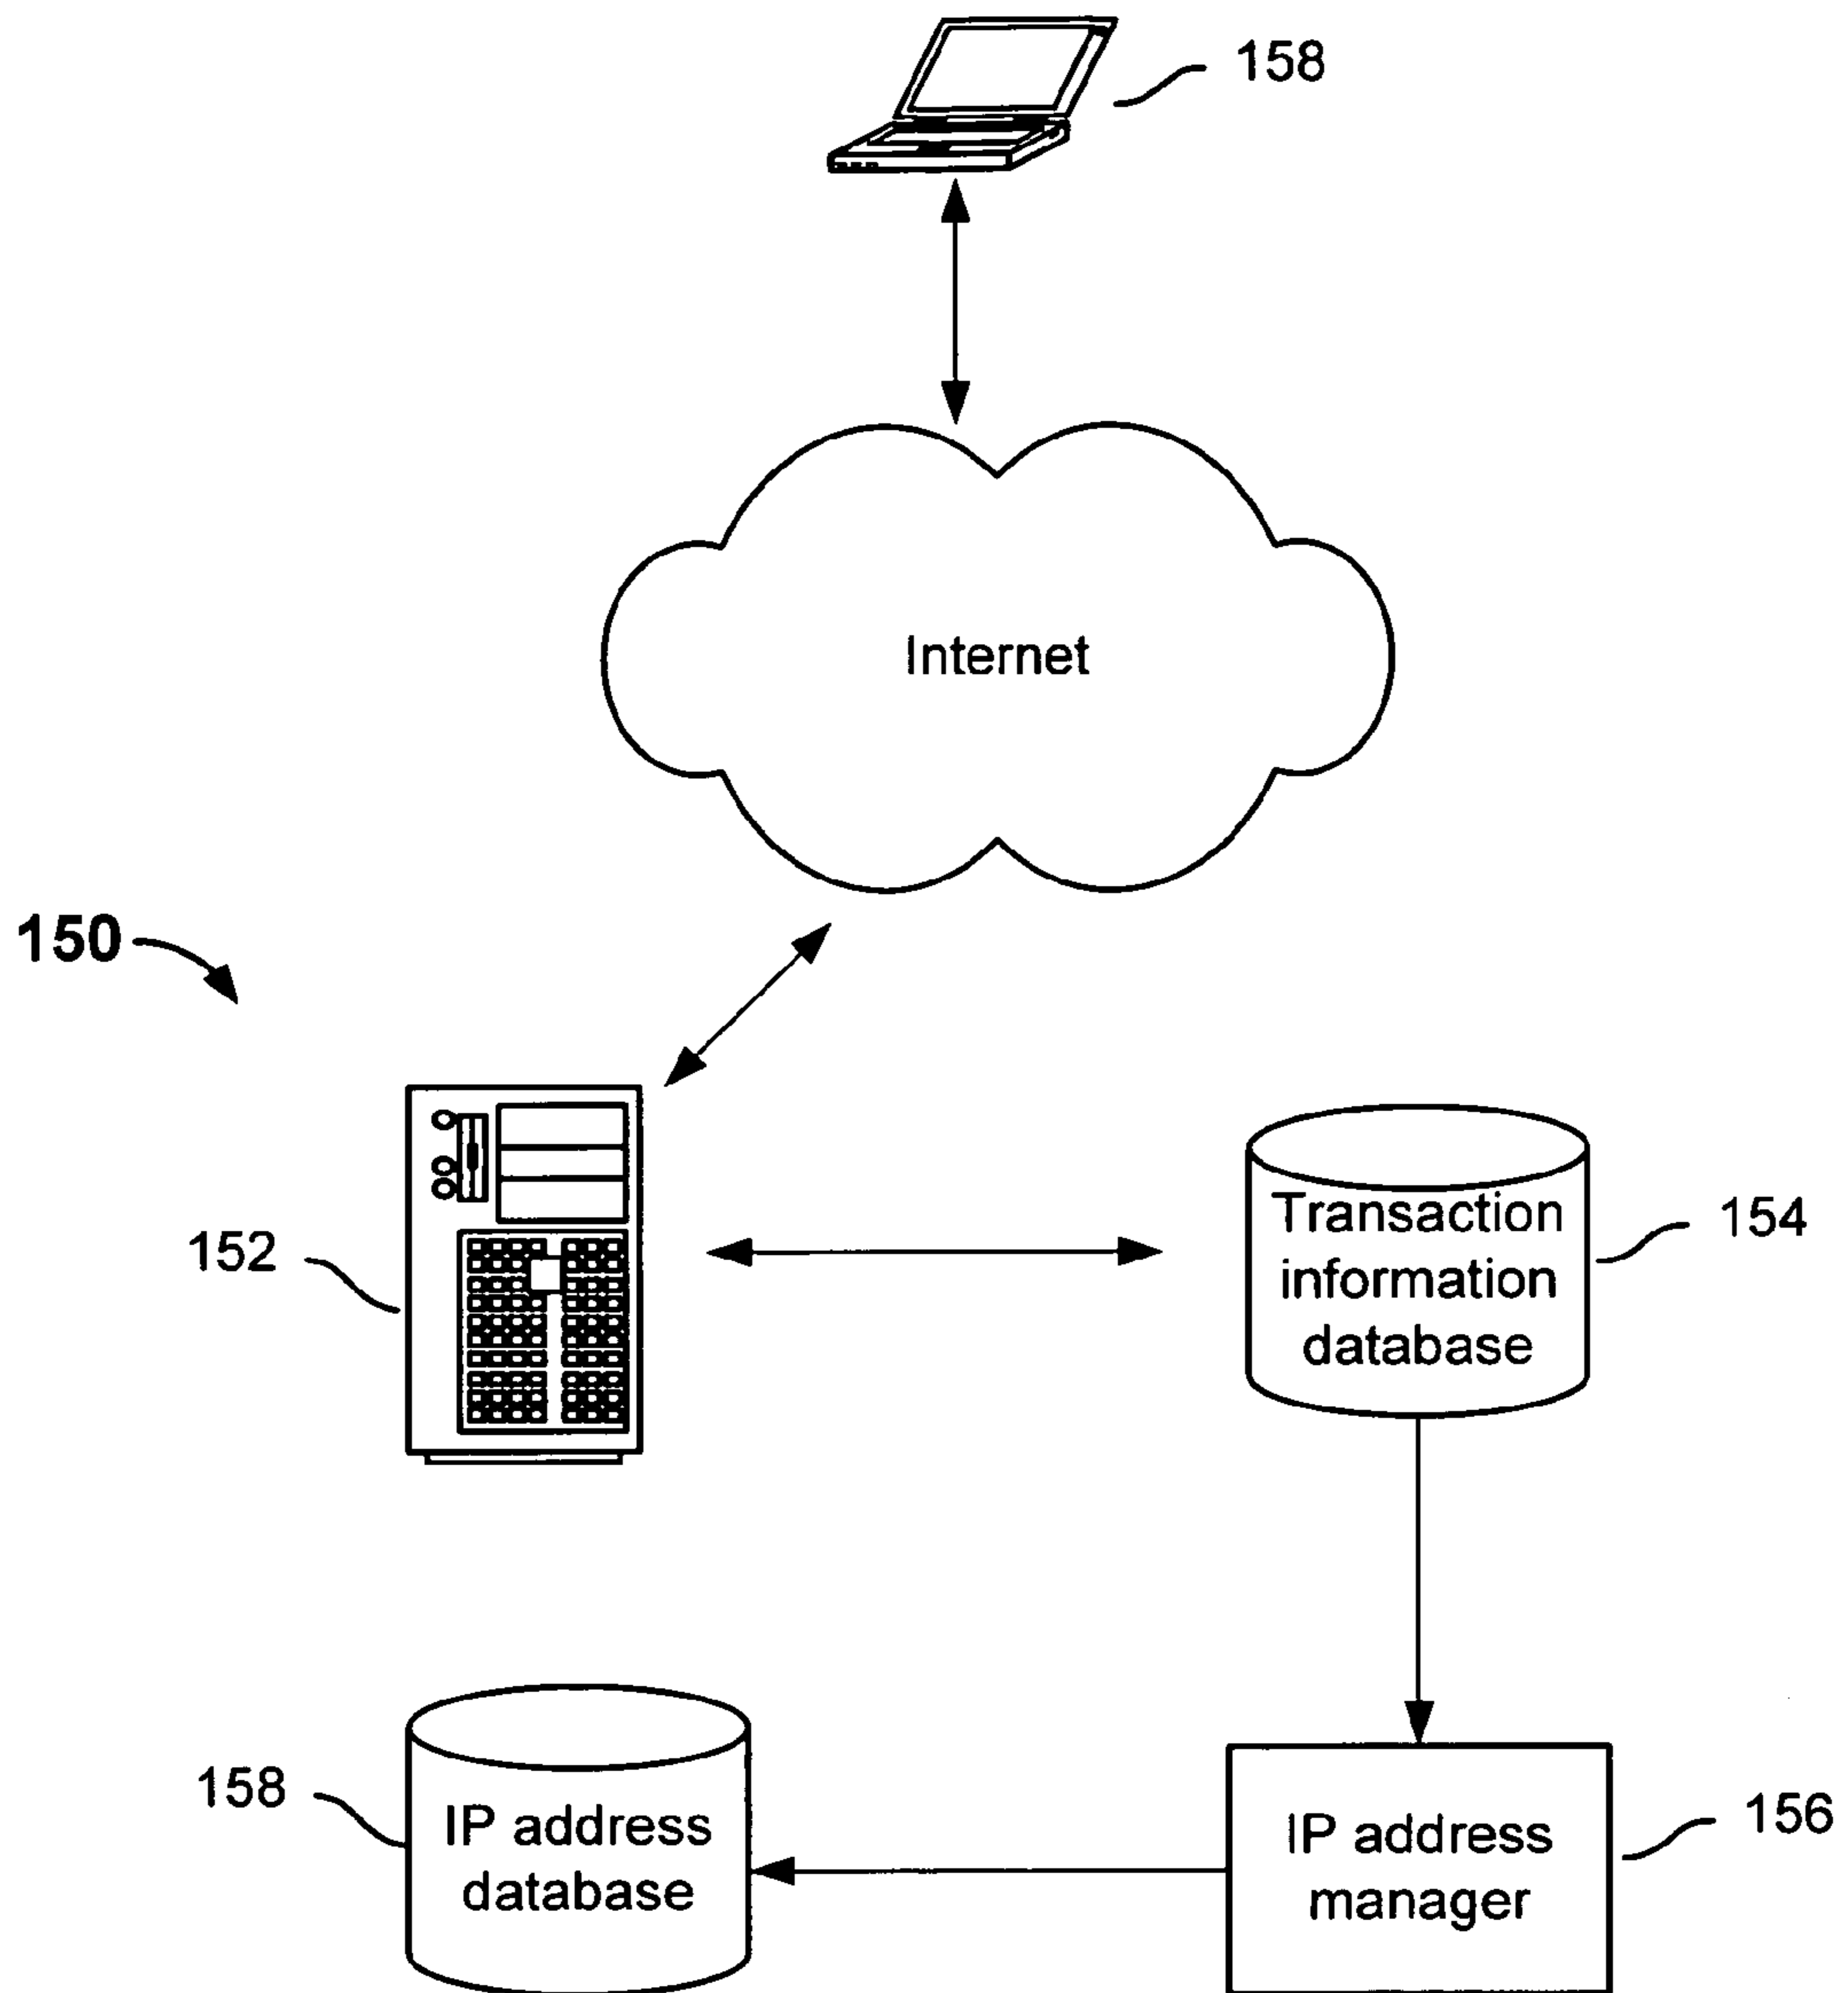 158
Internet
150
152
Transaction
information
database
154
158
IP address
database
IP address
manager
156